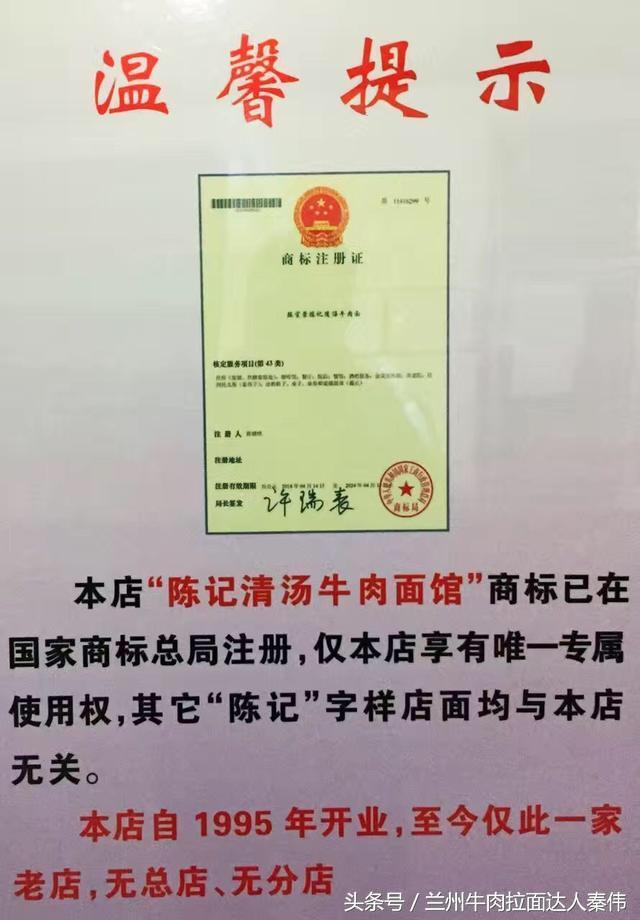 温馨提示
第 11416299 号
商标注册证
核定服务项目(第 43 类)
注 册 人
注册地址
注册有效期限
局长签发
许瑞表
商标局
本店“陈记清汤牛肉面馆”商标已在
国家商标总局注册,仅本店享有唯一专属
使用权,其它“陈记”字样店面均与本店
无关。
本店自 1995 年开业,至今仅此一家
老店,无总店、无分店
头条号 / 兰州牛肉拉面达人秦伟